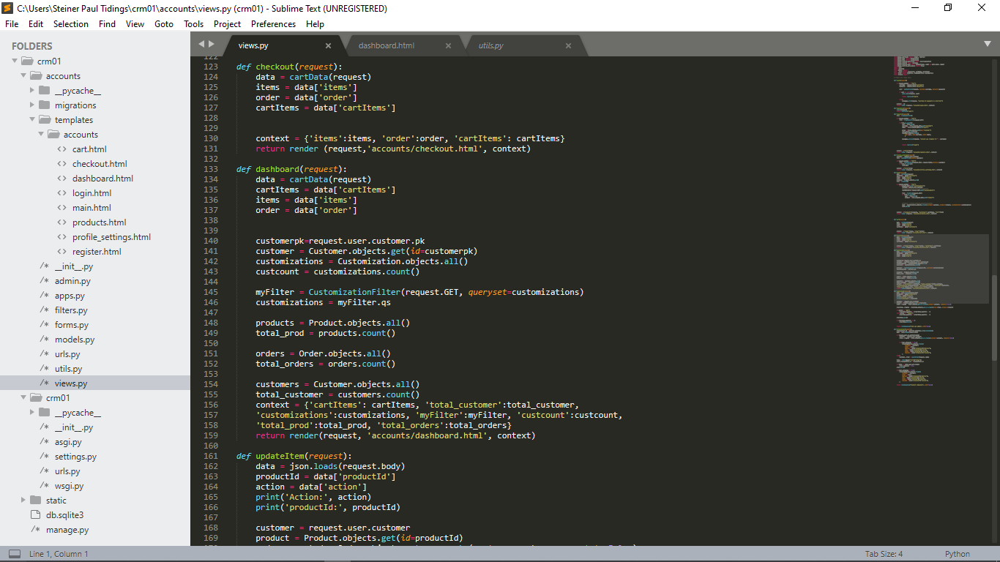 C:\Users\Steiner Paul Tidings\crm01\accounts\views.py (crm01) - Sublime Text (UNREGISTERED)
File Edit Selection Find View Goto Tools Project Preferences Help
FOLDERS
crm01
accounts
__pycache__
migrations
templates
accounts
cart.html
checkout.html
dashboard.html
login.html
main.html
products.html
profile_settings.html
register.html
/* __init__.py
/* admin.py
/* apps.py
/* filters.py
/* forms.py
/* models.py
/* urls.py
/* utils.py
/* views.py
crm01
__pycache__
/* __init__.py
/* asgi.py
/* settings.py
/* urls.py
/* wsgi.py
static
db.sqlite3
/* manage.py
views.py dashboard.html utils.py
122
123 def checkout(request):
124 data = cartData(request)
125 items = data['items']
126 order = data['order']
127 cartItems = data['cartItems']
128
129
130 context = {'items':items, 'order':order, 'cartItems': cartItems}
131 return render (request,'accounts/checkout.html', context)
132
133 def dashboard(request):
134 data = cartData(request)
135 cartItems = data['cartItems']
136 items = data['items']
137 order = data['order']
138
139
140 customerpk=request.user.customer.pk
141 customer = Customer.objects.get(id=customerpk)
142 customizations = Customization.objects.all()
143 custcount = customizations.count()
144
145 myFilter = CustomizationFilter(request.GET, queryset=customizations)
146 customizations = myFilter.qs
147
148 products = Product.objects.all()
149 total_prod = products.count()
150
151 orders = Order.objects.all()
152 total_orders = orders.count()
153
154 customers = Customer.objects.all()
155 total_customer = customers.count()
156 context = {'cartItems': cartItems, 'total_customer':total_customer,
157 'customizations':customizations, 'myFilter':myFilter, 'custcount':custcount,
158 'total_prod':total_prod, 'total_orders':total_orders}
159 return render(request, 'accounts/dashboard.html', context)
160
161 def updateItem(request):
162 data = json.loads(request.body)
163 productId = data['productId']
164 action = data['action']
165 print('Action:', action)
166 print('productId:', productId)
167
168 customer = request.user.customer
169 product = Product.objects.get(id=productId)
Line 1, Column 1 Tab Size: 4 Python